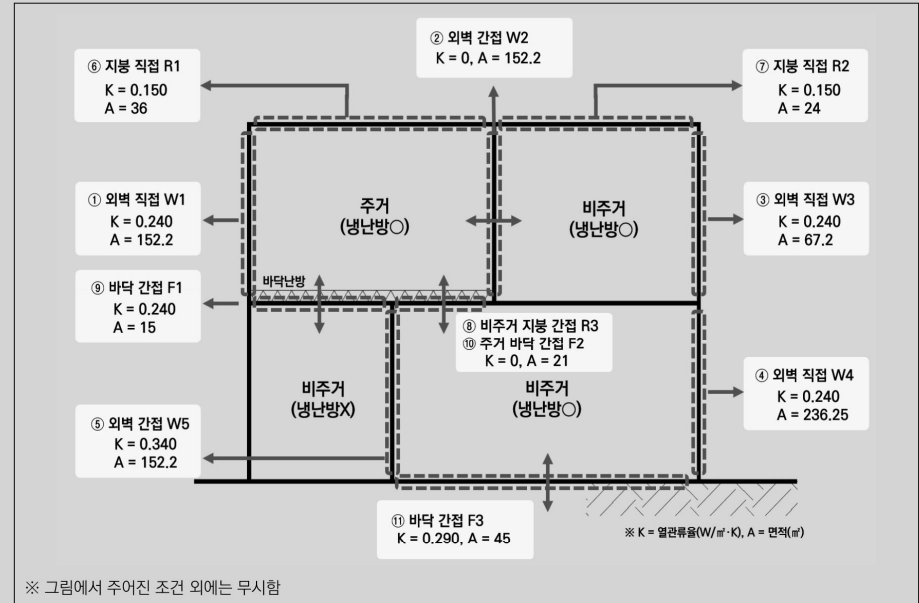 ② 외벽 간접 W2
K = 0, A = 152.2
⑥ 지붕 직접 R1
K = 0.150
A = 36
⑦ 지붕 직접 R2
K = 0.150
A = 24
① 외벽 직접 W1
K = 0.240
A = 152.2
주거
(냉난방○)
비주거
(냉난방○)
③ 외벽 직접 W3
K = 0.240
A = 67.2
⑨ 바닥 간접 F1
K = 0.240
A = 15
바닥난방
⑧ 비주거 지붕 간접 R3
⑩ 주거 바닥 간접 F2
K = 0, A = 21
비주거
(냉난방X)
비주거
(냉난방○)
④ 외벽 직접 W4
K = 0.240
A = 236.25
⑤ 외벽 간접 W5
K = 0.340
A = 152.2
⑪ 바닥 간접 F3
K = 0.290, A = 45
※ K = 열관류율(W/㎡·K), A = 면적(㎡)
※ 그림에서 주어진 조건 외에는 무시함